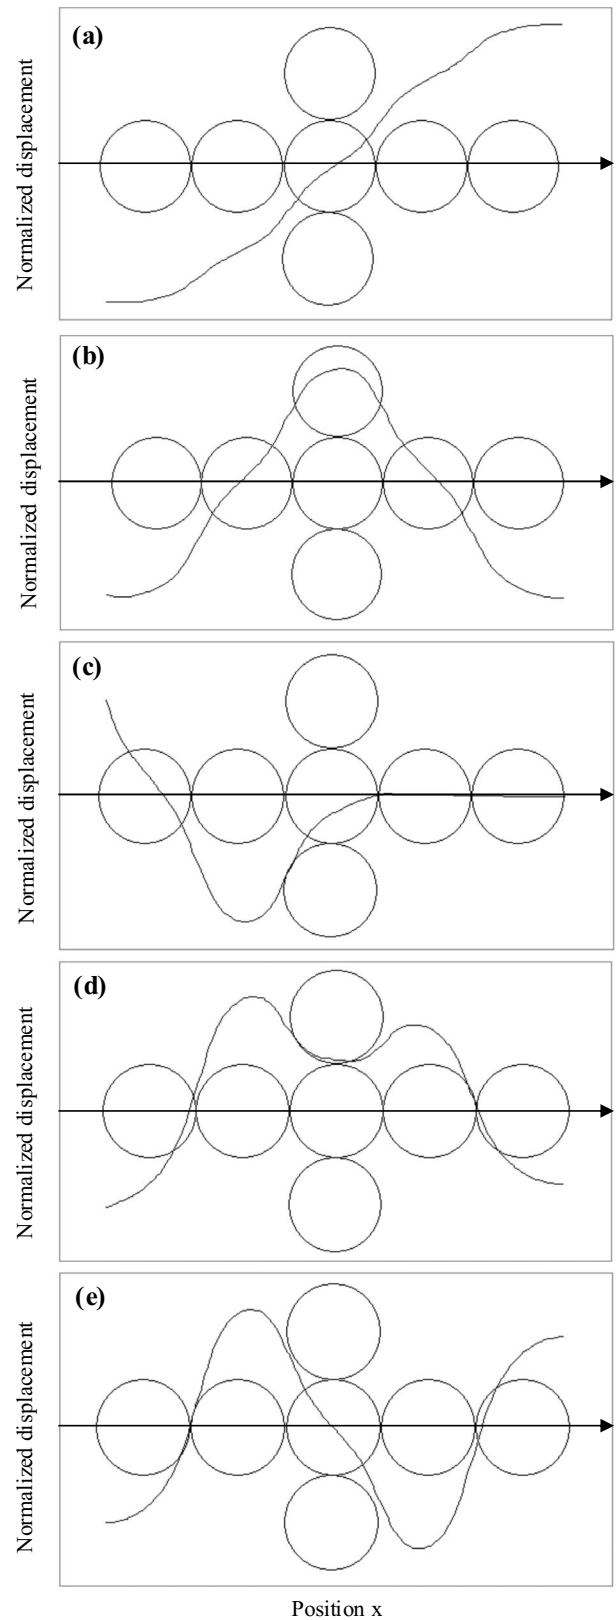 (a)
Normalized displacement
(b)
Normalized displacement
(c)
Normalized displacement
(d)
Normalized displacement
(e)
Normalized displacement
Position x